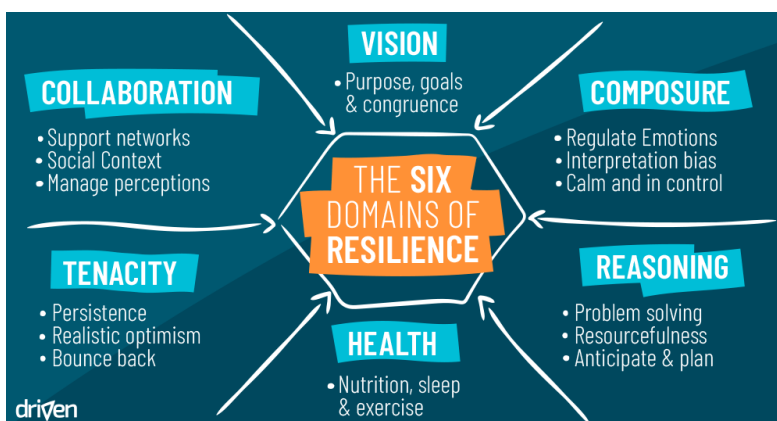 VISION
• Purpose, goals
& congruence
COLLABORATION
• Support networks
• Social Context
• Manage perceptions
COMPOSURE
• Regulate Emotions
• Interpretation bias
• Calm and in control
THE SIX
DOMAINS OF
RESILIENCE
TENACITY
• Persistence
• Realistic optimism
• Bounce back
REASONING
• Problem solving
• Resourcefulness
• Anticipate & plan
HEALTH
• Nutrition, sleep
& exercise
driven